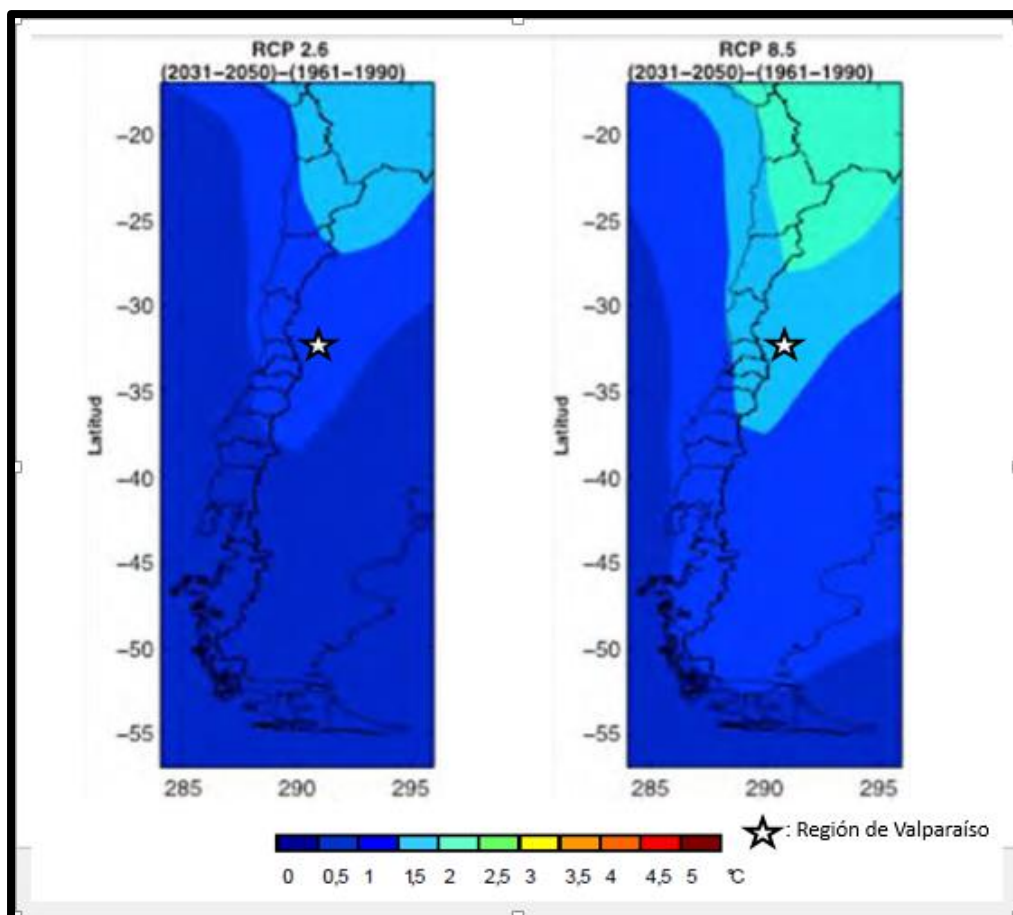 RCP 2.6
(2031-2050)-(1961-1990)
RCP 8.5
(2031-2050)-(1961-1990)
Latitud
-20
-25
-30
-35
-40
-45
-50
-55
285 290 295
Latitud
-20
-25
-30
-35
-40
-45
-50
-55
285 290 295
: Región de Valparaíso
0 0,5 1 1,5 2 2,5 3 3,5 4 4,5 5 °C